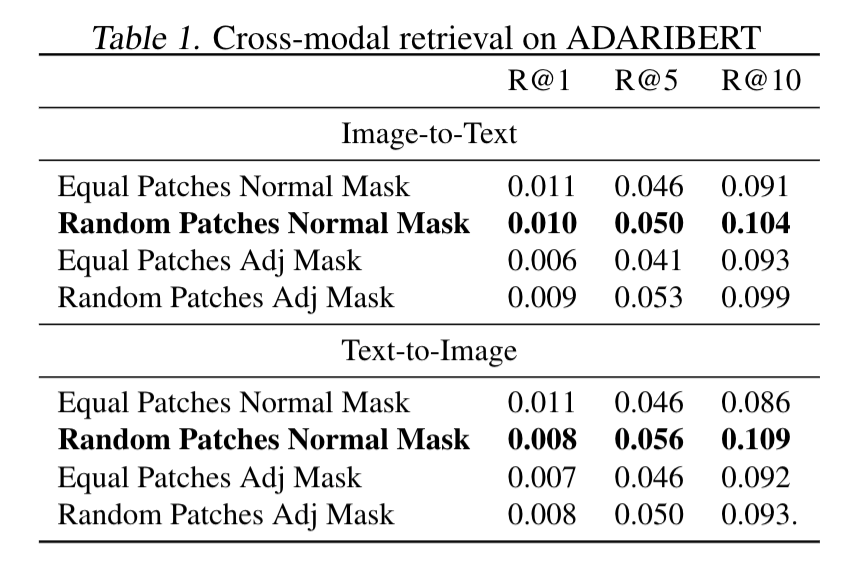 Table 1. Cross-modal retrieval on ADARIBERT
R@1 R@5 R@10
Image-to-Text
Equal Patches Normal Mask 0.011 0.046 0.091
Random Patches Normal Mask 0.010 0.050 0.104
Equal Patches Adj Mask 0.006 0.041 0.093
Random Patches Adj Mask 0.009 0.053 0.099
Text-to-Image
Equal Patches Normal Mask 0.011 0.046 0.086
Random Patches Normal Mask 0.008 0.056 0.109
Equal Patches Adj Mask 0.007 0.046 0.092
Random Patches Adj Mask 0.008 0.050 0.093.